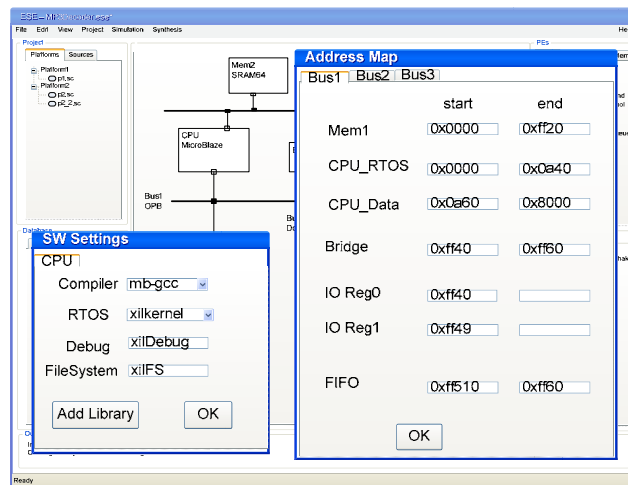 File Edit View Project Simulation Synthesis
Project
PEs
Platforms Sources
Platform1
p1.sc
Platform2
p2.sc
p2_2.sc
Mem2
SRAM64
CPU
MicroBlaze
Bus1
OPB
Address Map
Bus1 Bus2 Bus3
start end
Mem1 0x0000 0xff20
CPU_RTOS 0x0000 0x0a40
CPU_Data 0x0a60 0x8000
Bridge 0xff40 0xff60
IO Reg0 0xff40
IO Reg1 0xff49
FIFO 0xff510 0xff60
OK
Database
SW Settings
CPU
Compiler mb-gcc
RTOS xilkernel
Debug xilDebug
FileSystem xilFS
Add Library OK
Ready